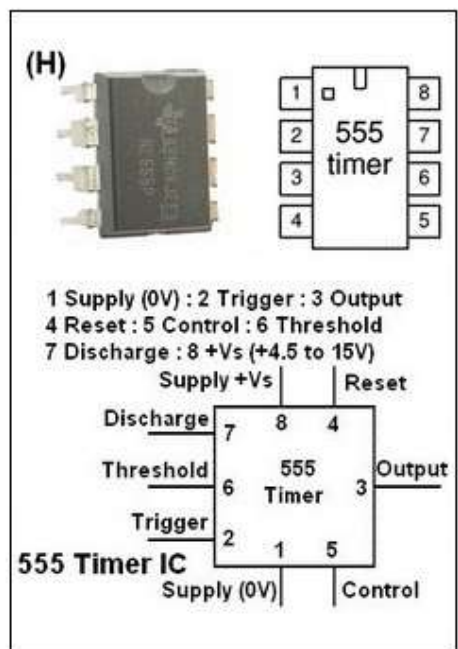 (H)
1 8
2 555 7
3 timer 6
4 5
1 Supply (0V) : 2 Trigger : 3 Output
4 Reset : 5 Control : 6 Threshold
7 Discharge : 8 +Vs (+4.5 to 15V)
Supply +Vs Reset
Discharge 7 8 4
Threshold 6 555 Timer 3 Output
Trigger 2 1 5
555 Timer IC
Supply (0V) Control